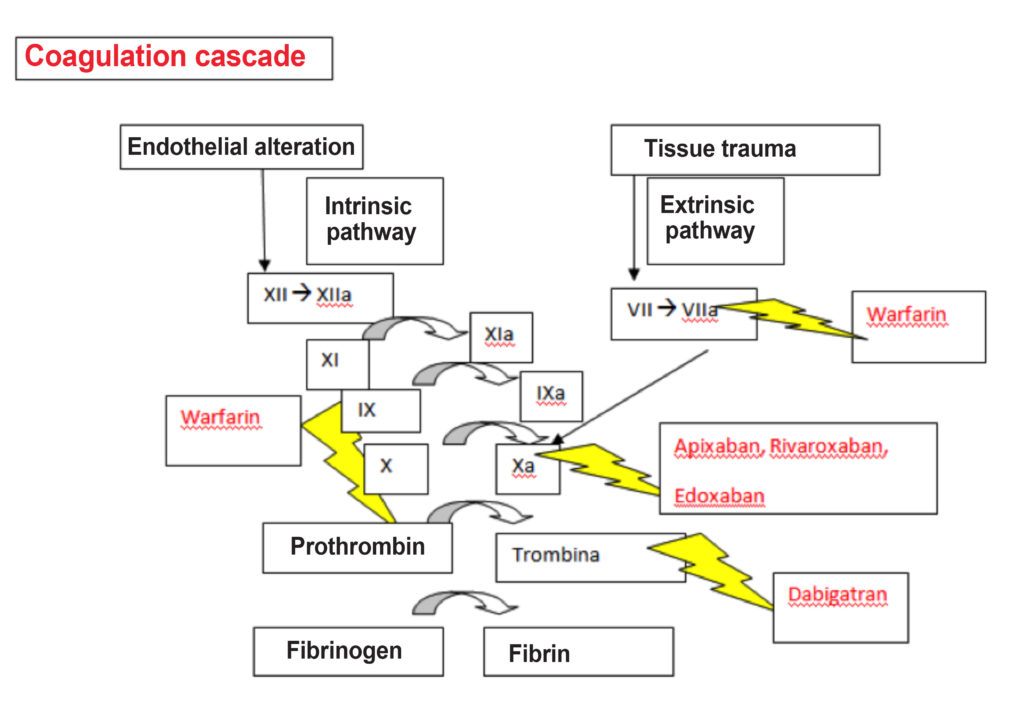 Coagulation cascade
Endothelial alteration
Tissue trauma
Intrinsic
pathway
Extrinsic
pathway
XII → XIIa
VII → VIIa
Warfarin
XIa
XI
IXa
IX
Warfarin
Apixaban, Rivaroxaban,
Edoxaban
X
Xa
Prothrombin
Trombina
Dabigatran
Fibrinogen
Fibrin